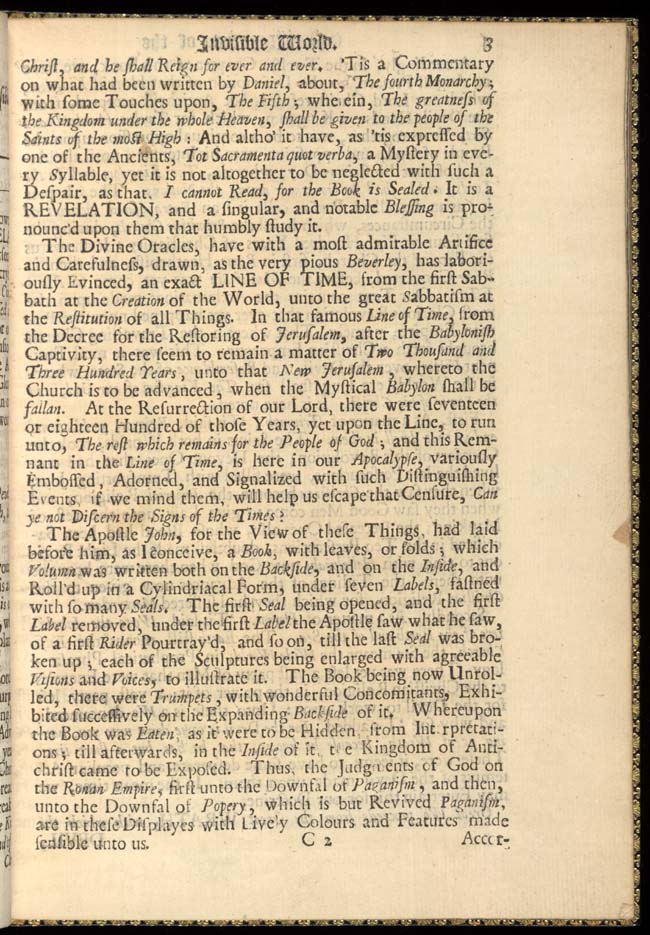 Invisible World. 3
Chriſt, and he ſhall Reign for ever and ever. 'Tis a Commentary
on what had been written by Daniel, about, The fourth Monarchy;
with ſome Touches upon, The Fifth; wherein, The greatneſs of
the Kingdom under the whole Heaven, ſhall be given to the people of the
Saints of the moſt High: And altho' it have, as 'tis expreſſed by
one of the Ancients, Tot Sacramenta quot verba, a Myſtery in eve-
ry Syllable, yet it is not altogether to be neglected with ſuch a
Deſpair, as that. I cannot Read, for the Book is Sealed. It is a
REVELATION, and a ſingular, and notable Bleſſing is pro-
nounc'd upon them that humbly ſtudy it.
The Divine Oracles, have with a moſt admirable Artifice
and Carefulneſs, drawn, as the very pious Beverley, has labori-
ouſly Evinced, an exact LINE OF TIME, from the firſt Sab-
bath at the Creation of the World, unto the great Sabbatiſm at
the Reſtitution of all Things. In that famous Line of Time, from
the Decree for the Reſtoring of Jeruſalem, after the Babyloniſh
Captivity, there ſeem to remain a matter of Two Thouſand and
Three Hundred Years, unto that New Jeruſalem, whereto the
Church is to be advanced, when the Myſtical Babylon ſhall be
fallan. At the Reſurrection of our Lord, there were ſeventeen
or eighteen Hundred of thoſe Years, yet upon the Line, to run
unto, The reſt which remains for the People of God; and this Rem-
nant in the Line of Time, is here in our Apocalypſe, variouſly
Emboſſed, Adorned, and Signalized with ſuch Diſtinguiſhing
Events, if we mind them, will help us eſcape that Cenſure, Can
ye not Diſcern the Signs of the Times?
The Apoſtle John, for the View of theſe Things, had laid
before him, as I conceive, a Book, with leaves, or folds; which
Volumn was written both on the Backſide, and on the Inſide, and
Roll'd up in a Cylindriacal Form, under ſeven Labels, faſtned
with ſo many Seals. The firſt Seal being opened, and the firſt
Label removed, under the firſt Label the Apoſtle ſaw what he ſaw,
of a firſt Rider Pourtray'd, and ſo on, till the laſt Seal was bro-
ken up; each of the Sculptures being enlarged with agreeable
Viſions and Voices, to illuſtrate it. The Book being now Unrol-
led, there were Trumpets, with wonderful Concomitants, Exhi-
bited ſucceſſively on the Expanding Backſide of it. Whereupon
the Book was Eaten, as it were to be Hidden, from Int rpretati-
ons; till afterwards, in the Inſide of it, t e Kingdom of Anti-
chriſt came to be Expoſed. Thus, the Judgments of God on
the Roman Empire, firſt unto the Downfal of Paganiſm, and then,
unto the Downfal of Popery, which is but Revived Paganiſm,
are in theſe Diſplayes with Lively Colours and Features made
ſenſible unto us. C 2 Accor-